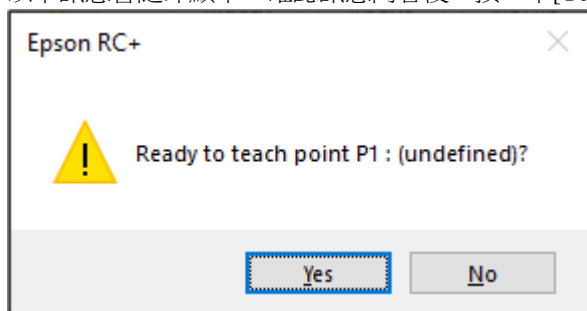 Epson RC+
Ready to teach point P1 : (undefined)?
Yes
No